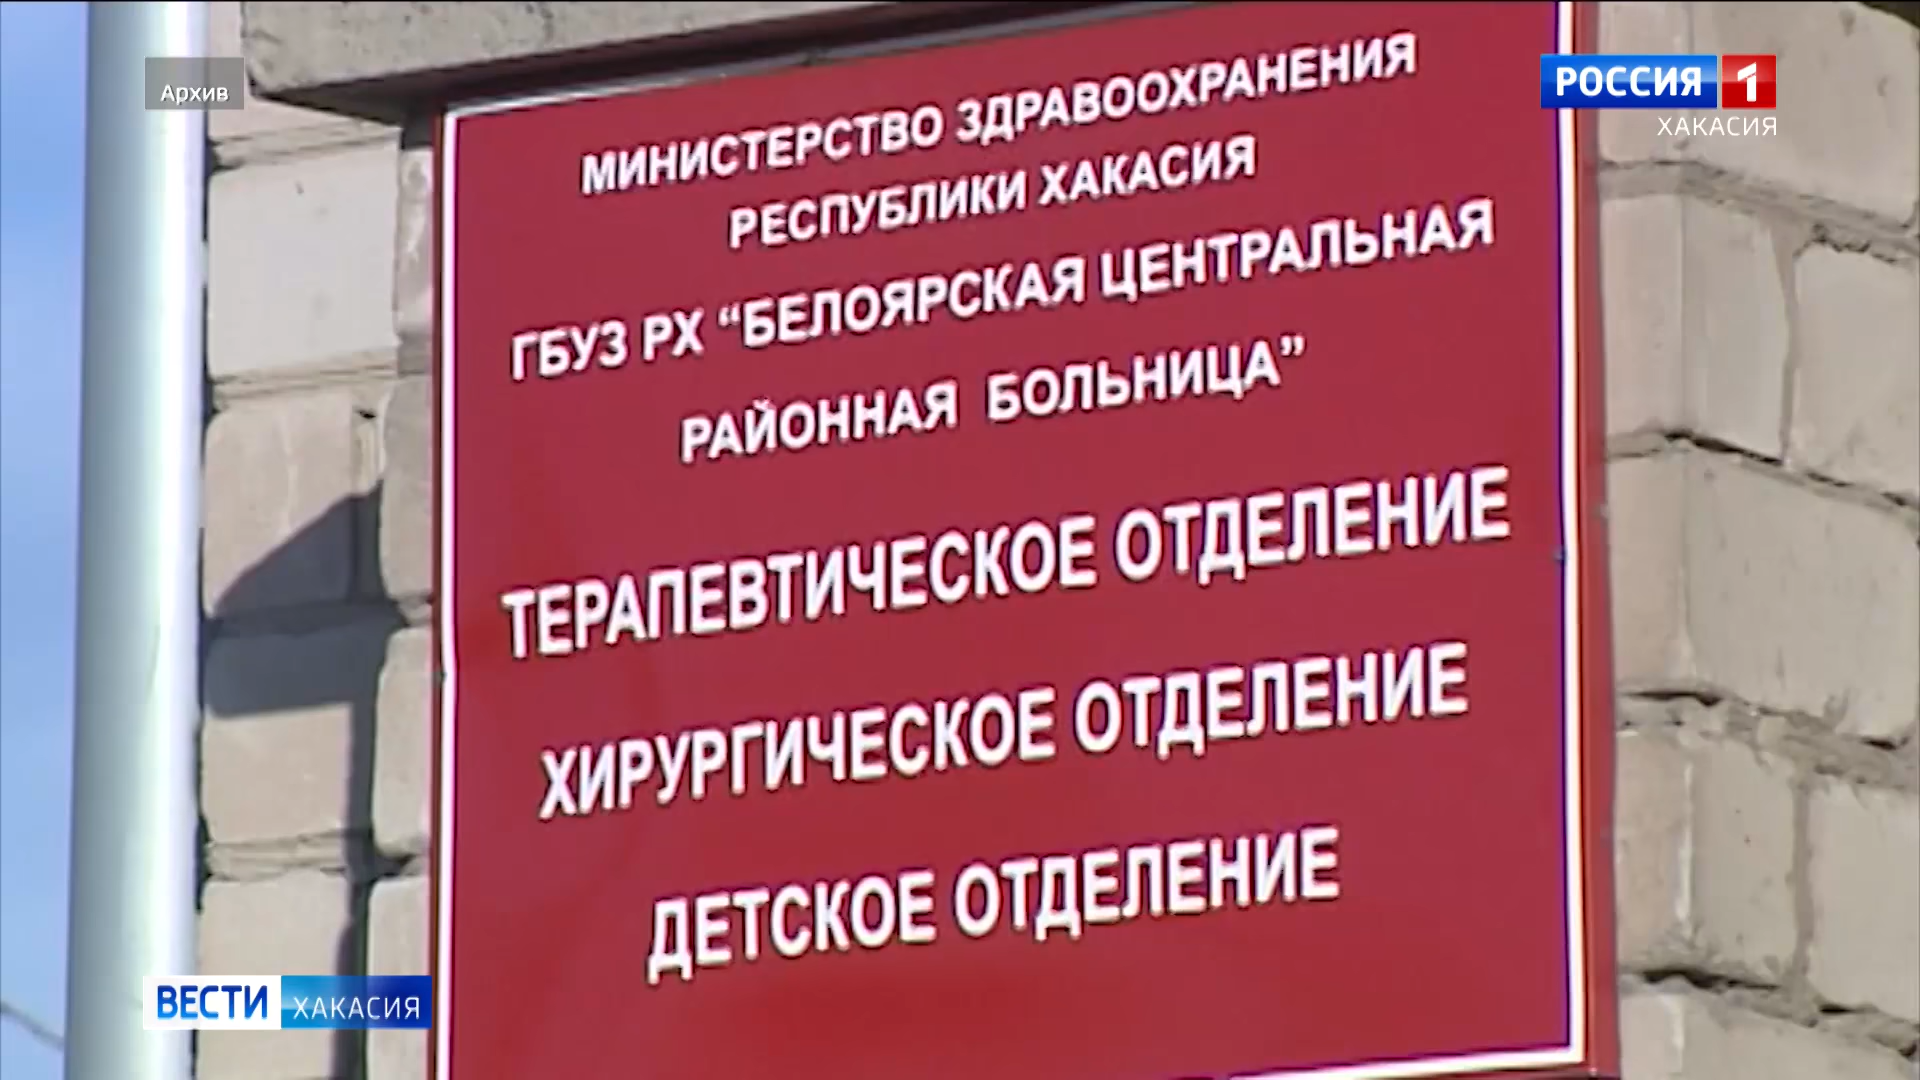 Архив
РОССИЯ 1
ХАКАСИЯ
МИНИСТЕРСТВО ЗДРАВООХРАНЕНИЯ
РЕСПУБЛИКИ ХАКАСИЯ
ГБУЗ РХ “БЕЛОЯРСКАЯ ЦЕНТРАЛЬНАЯ
РАЙОННАЯ БОЛЬНИЦА”
ТЕРАПЕВТИЧЕСКОЕ ОТДЕЛЕНИЕ
ХИРУРГИЧЕСКОЕ ОТДЕЛЕНИЕ
ДЕТСКОЕ ОТДЕЛЕНИЕ
ВЕСТИ ХАКАСИЯ